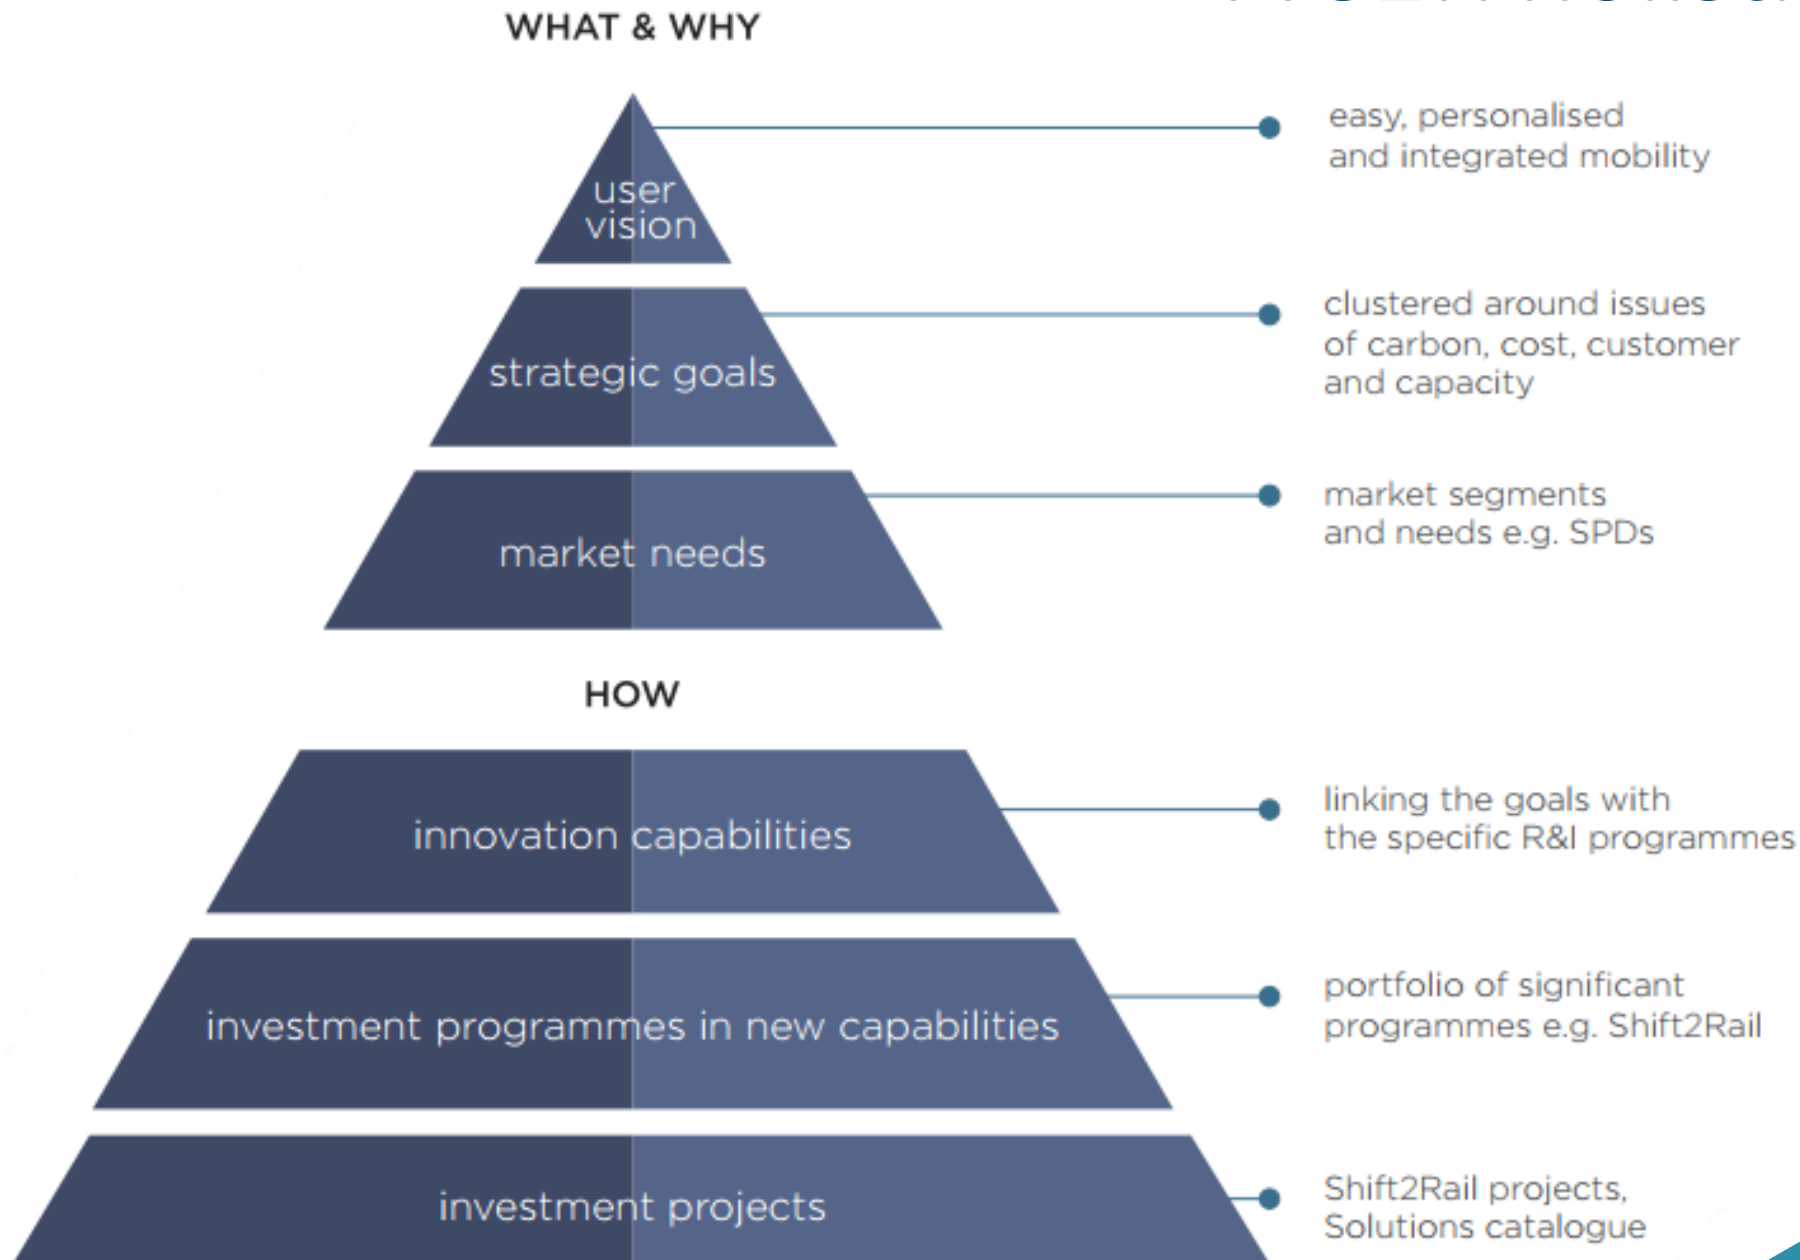 WHAT & WHY
user
vision
easy, personalised
and integrated mobility
strategic goals
clustered around issues
of carbon, cost, customer
and capacity
market needs
market segments
and needs e.g. SPDs
HOW
innovation capabilities
linking the goals with
the specific R&I programmes
investment programmes in new capabilities
portfolio of significant
programmes e.g. Shift2Rail
investment projects
Shift2Rail projects,
Solutions catalogue